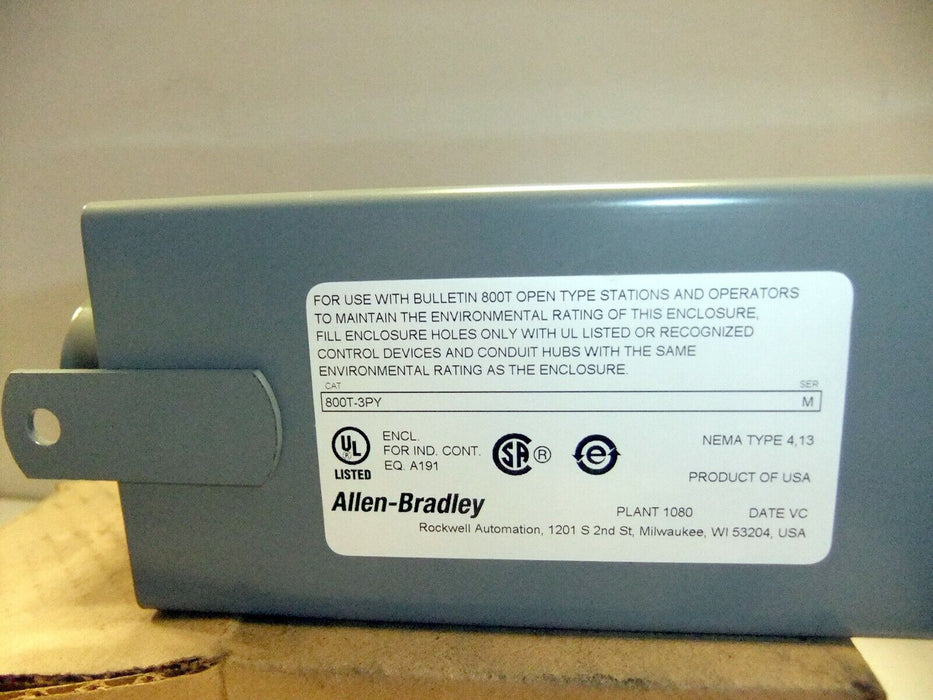 FOR USE WITH BULLETIN 800T OPEN TYPE STATIONS AND OPERATORS
TO MAINTAIN THE ENVIRONMENTAL RATING OF THIS ENCLOSURE,
FILL ENCLOSURE HOLES ONLY WITH UL LISTED OR RECOGNIZED
CONTROL DEVICES AND CONDUIT HUBS WITH THE SAME
ENVIRONMENTAL RATING AS THE ENCLOSURE.
CAT SER
800T-3PY M
UL
LISTED
ENCL.
FOR IND. CONT.
EQ. A191
SA ®
e
NEMA TYPE 4,13
PRODUCT OF USA
Allen-Bradley
PLANT 1080 DATE VC
Rockwell Automation, 1201 S 2nd St, Milwaukee, WI 53204, USA